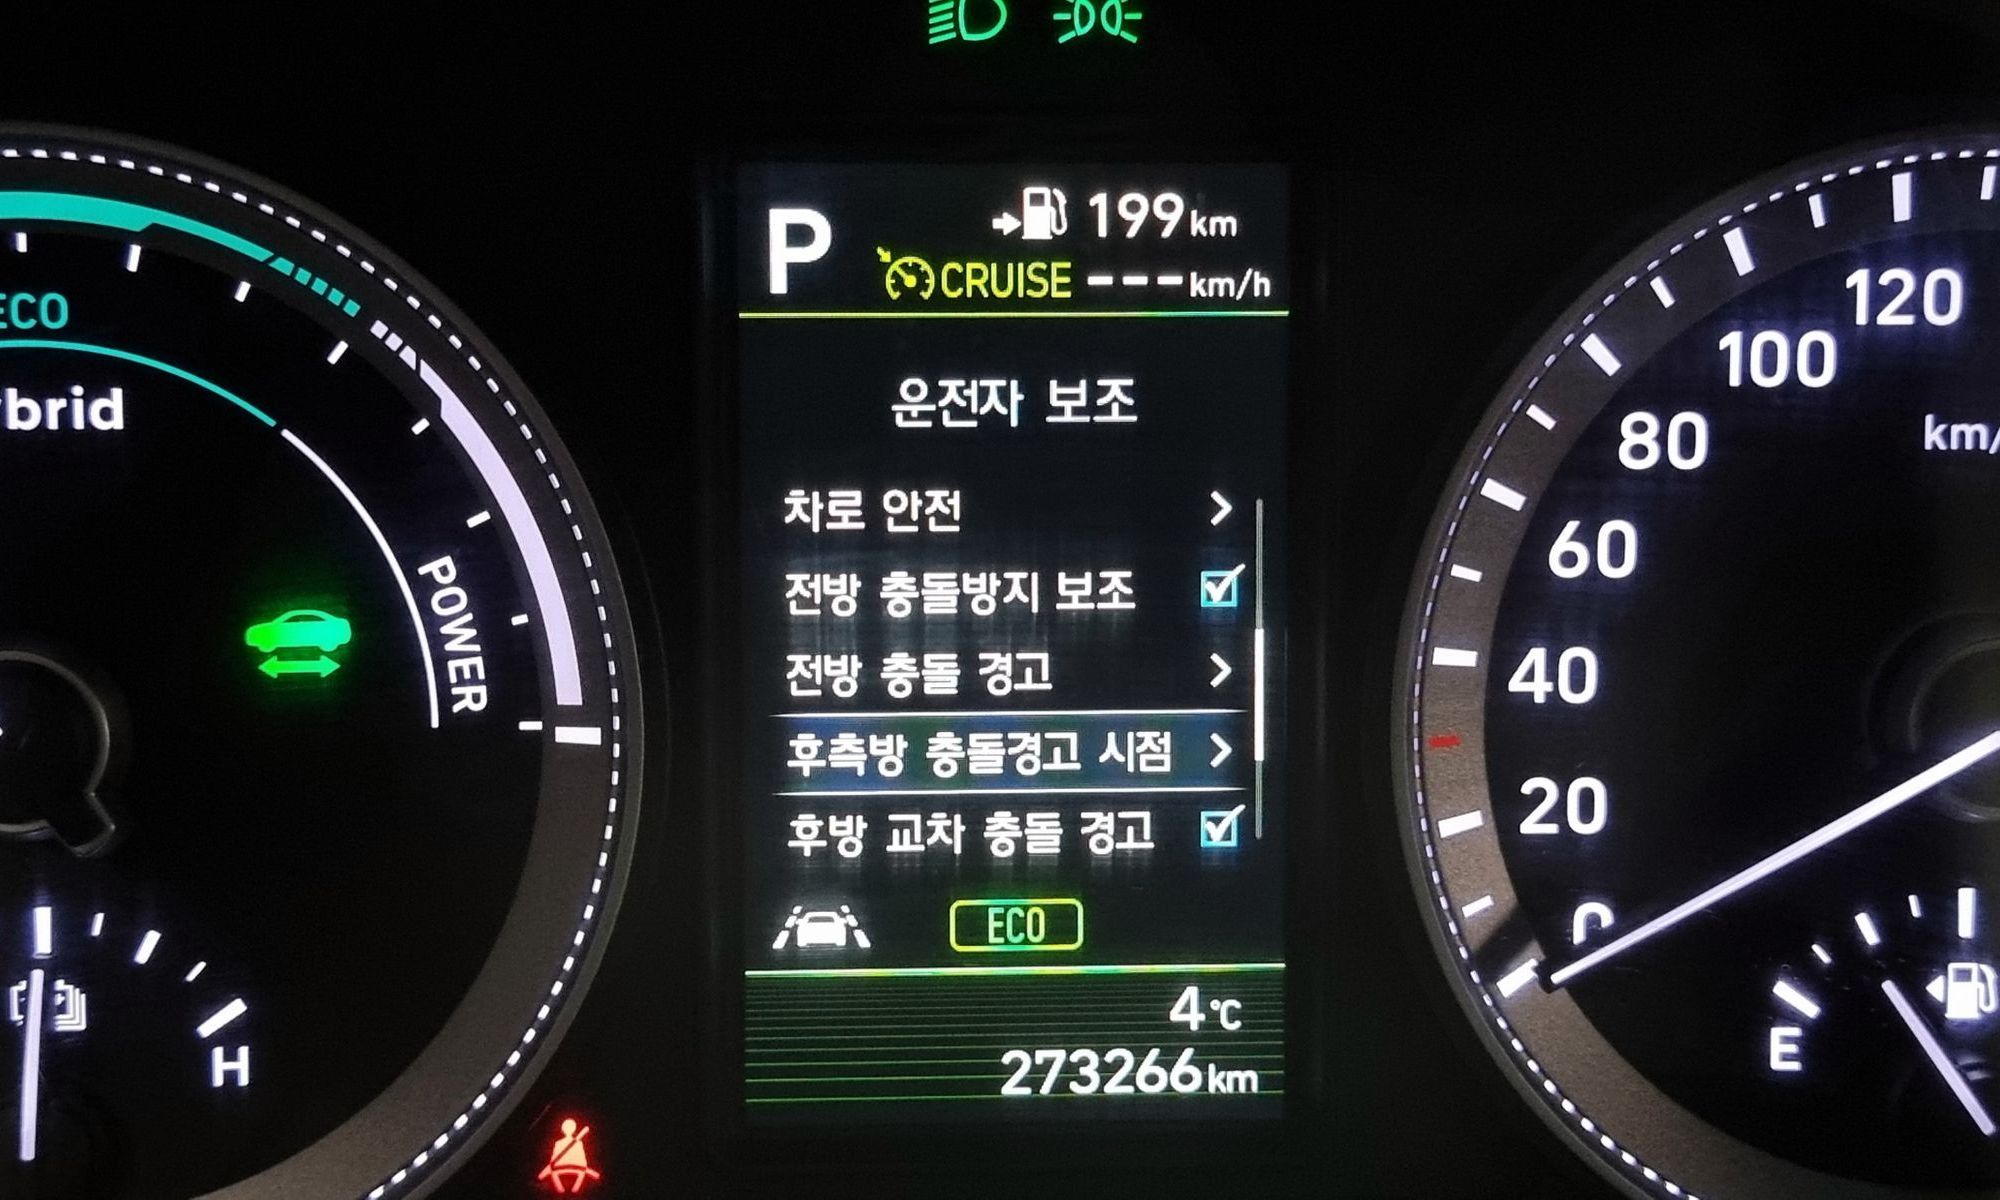 P
199km
CRUISE ---km/h
운전자 보조
차로 안전
전방 충돌방지 보조
전방 충돌 경고
후측방 충돌경고 시점
후방 교차 충돌 경고
ECO
4℃
273266km
ECO
ybrid
POWER
H
120
100
80
60
40
20
0
km/
E